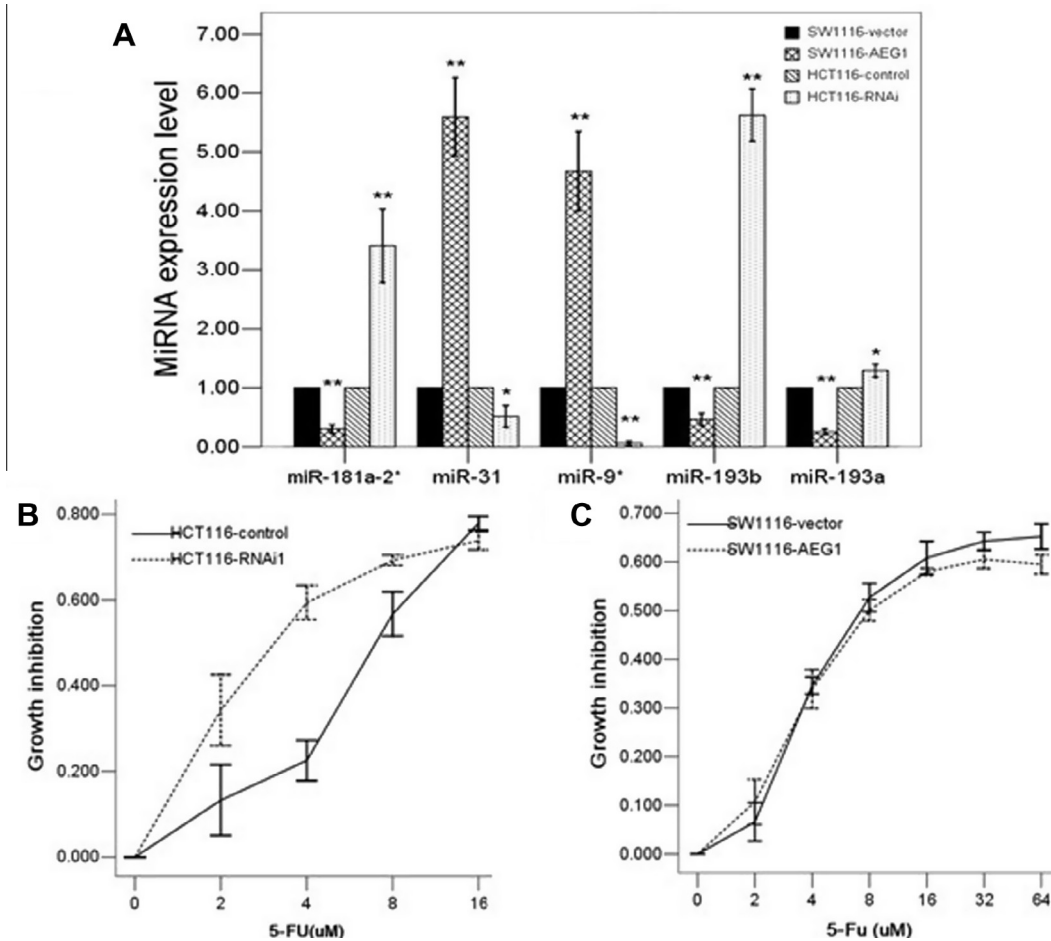 A
MiRNA expression level
7.00
6.00
5.00
4.00
3.00
2.00
1.00
0.00
SW1116-vector
SW1116-AEG1
HCT116-control
HCT116-RNAi
** ** ** ** ** * ** ** ** *
miR-181a-2* miR-31 miR-9* miR-193b miR-193a
B
Growth inhibition
0.800
0.600
0.400
0.200
0.000
HCT116-control
HCT116-RNAi1
0 2 4 8 16
5-FU(uM)
C
Growth inhibition
0.700
0.600
0.500
0.400
0.300
0.200
0.100
0.000
SW1116-vector
SW1116-AEG1
0 2 4 8 16 32 64
5-Fu (uM)